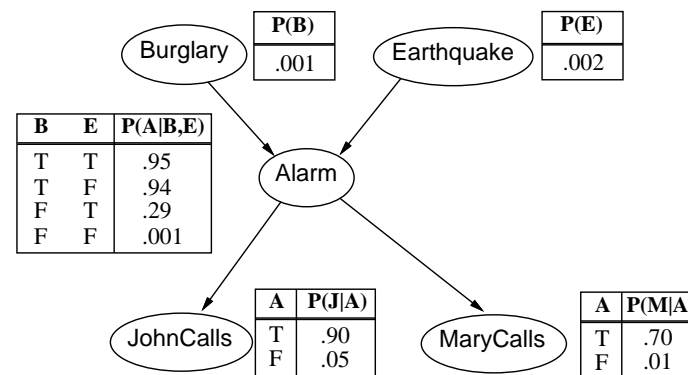 Burglary
P(B)
.001
Earthquake
P(E)
.002
B E P(A|B,E)
T T .95
T F .94
F T .29
F F .001
Alarm
JohnCalls
A P(J|A)
T .90
F .05
MaryCalls
A P(M|A
T .70
F .01